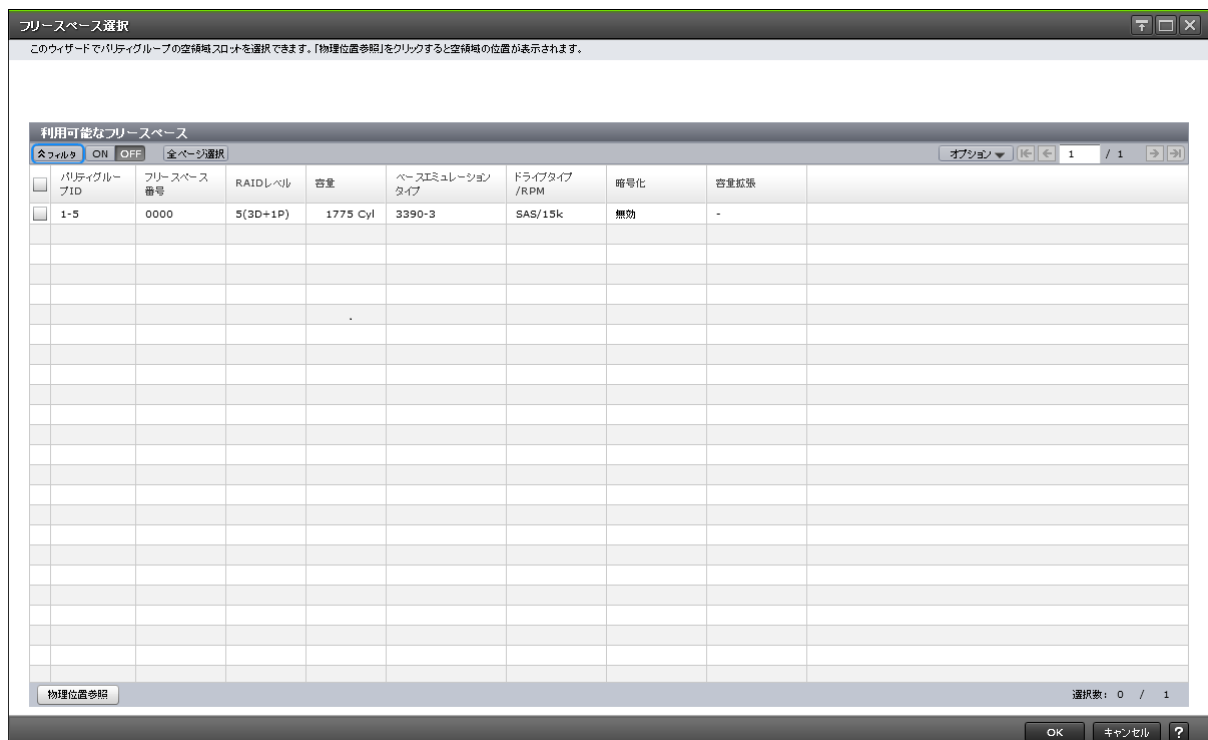 フリースペース選択
このウィザードでパリティグループの空領域スロットを選択できます。「物理位置参照」をクリックすると空領域の位置が表示されます。
利用可能なフリースペース
フィルタ ON OFF 全ページ選択 オプション 1 / 1
パリティグループID フリースペース番号 RAIDレベル 容量 ベースエミュレーションタイプ ドライブタイプ/RPM 暗号化 容量拡張
1-5 0000 5(3D+1P) 1775 Cyl 3390-3 SAS/15k 無効 -
物理位置参照 選択数: 0 / 1
OK キャンセル ?